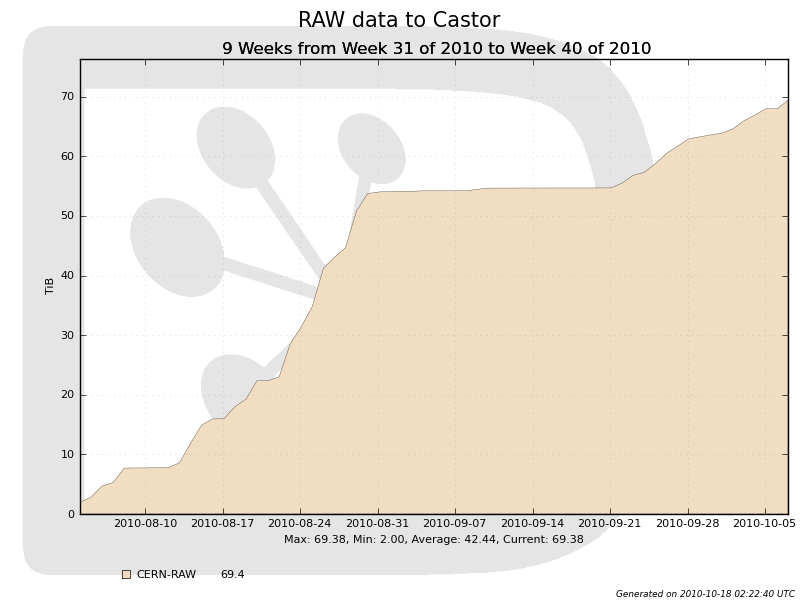 RAW data to Castor
9 Weeks from Week 31 of 2010 to Week 40 of 2010
70
60
50
40
30
20
10
0
TiB
2010-08-10 2010-08-17 2010-08-24 2010-08-31 2010-09-07 2010-09-14 2010-09-21 2010-09-28 2010-10-05
Max: 69.38, Min: 2.00, Average: 42.44, Current: 69.38
CERN-RAW 69.4
Generated on 2010-10-18 02:22:40 UTC